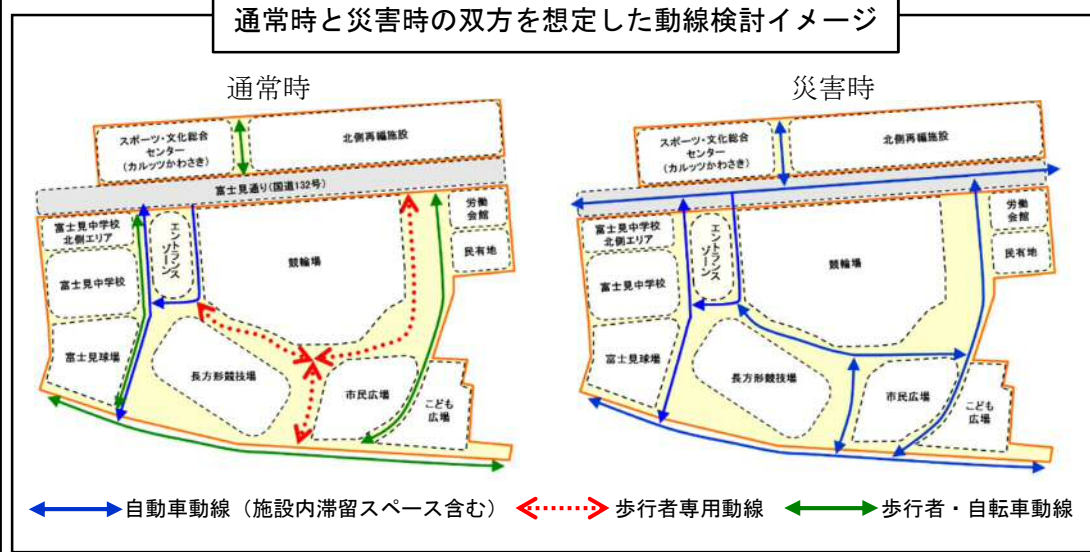 通常時と災害時の双方を想定した動線検討イメージ
通常時
スポーツ・文化総合
センター
(カルッツかわさき)
北側再編施設
富士見通り(国道132号)
富士見中学校
北側エリア
エントランス
ゾーン
労働
会館
競輪場
民有地
富士見中学校
富士見球場
長方形競技場
市民広場
こども
広場
災害時
スポーツ・文化総合
センター
(カルッツかわさき)
北側再編施設
富士見中学校
北側エリア
エントランス
ゾーン
労働
会館
競輪場
民有地
富士見中学校
富士見球場
長方形競技場
市民広場
こども
広場
自動車動線(施設内滞留スペース含む)
歩行者専用動線
歩行者・自転車動線